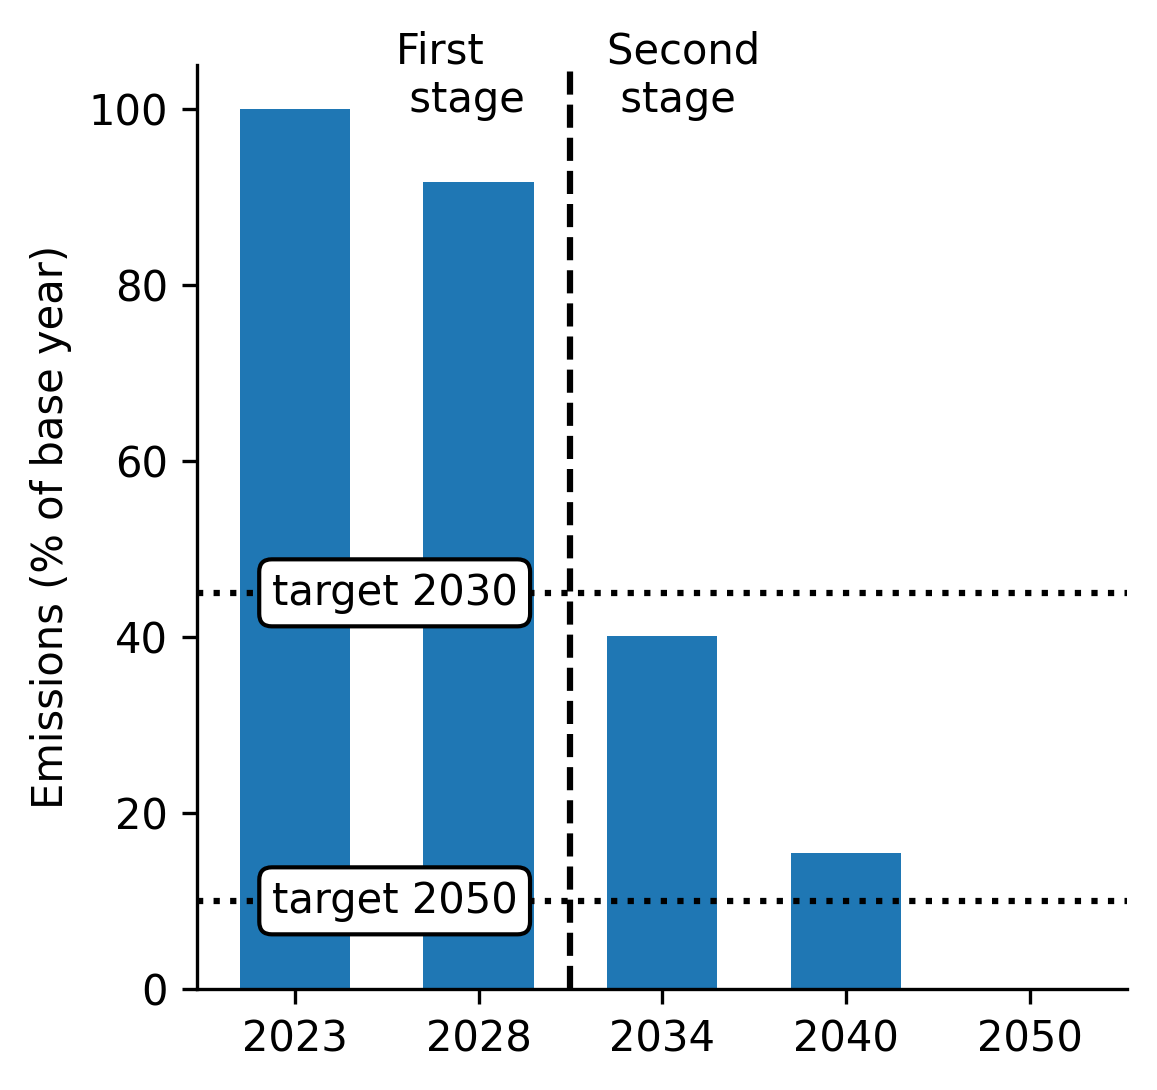 First
stage
Second
stage
100
80
60
40
20
0
Emissions (% of base year)
target 2030
target 2050
2023
2028
2034
2040
2050